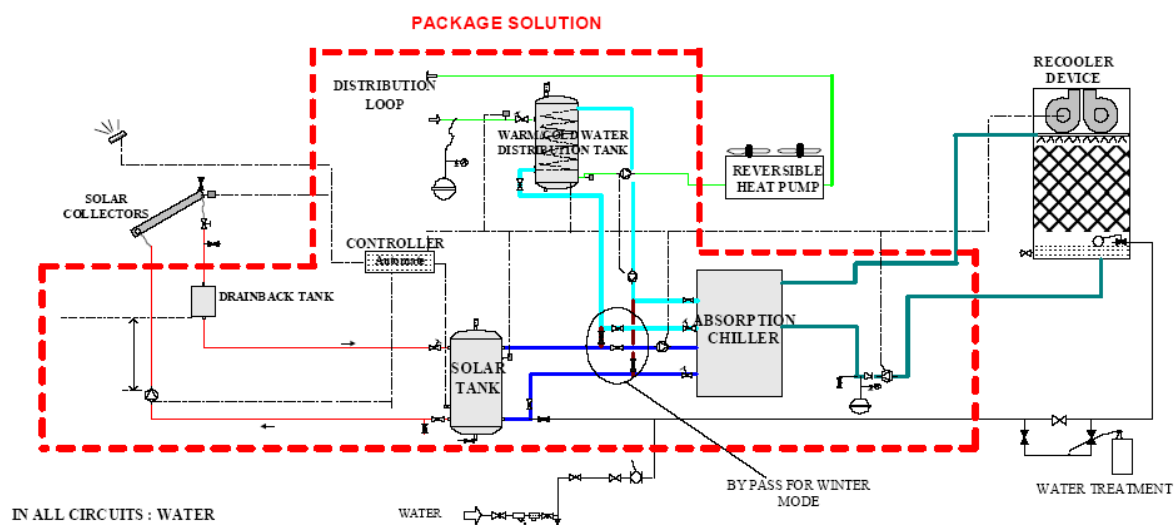 PACKAGE SOLUTION
RECOOLER
DEVICE
DISTRIBUTION
LOOP
WARM/COLD WATER
DISTRIBUTION TANK
REVERSIBLE
HEAT PUMP
SOLAR
COLLECTORS
CONTROLLER
Automate
DRAINBACK TANK
ABSORPTION
CHILLER
SOLAR
TANK
BY PASS FOR WINTER
MODE
WATER TREATMENT
IN ALL CIRCUITS : WATER
WATER